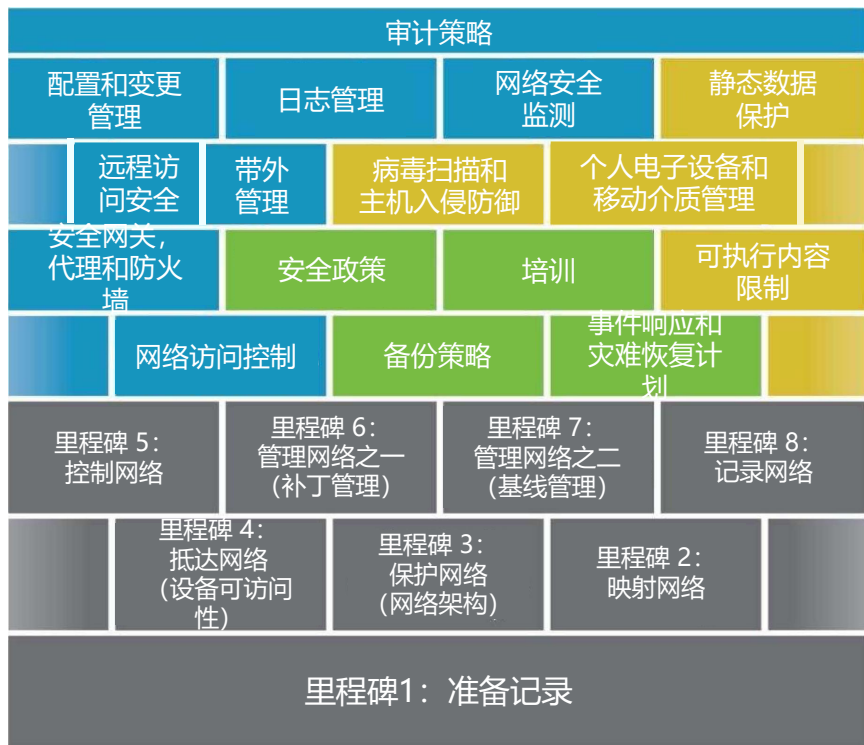 审计策略
配置和变更
管理
日志管理
网络安全
监测
静态数据
保护
远程访
问安全
带外
管理
病毒扫描和
主机入侵防御
个人电子设备和
移动介质管理
安全网关，
代理和防火
墙
安全政策
培训
可执行内容
限制
网络访问控制
备份策略
事件响应和
灾难恢复计
划
里程碑 5：
控制网络
里程碑 6：
管理网络之一
（补丁管理）
里程碑 7：
管理网络之二
（基线管理）
里程碑 8：
记录网络
里程碑 4：
抵达网络
（设备可访问
性）
里程碑 3：
保护网络
（网络架构）
里程碑 2：
映射网络
里程碑1：准备记录